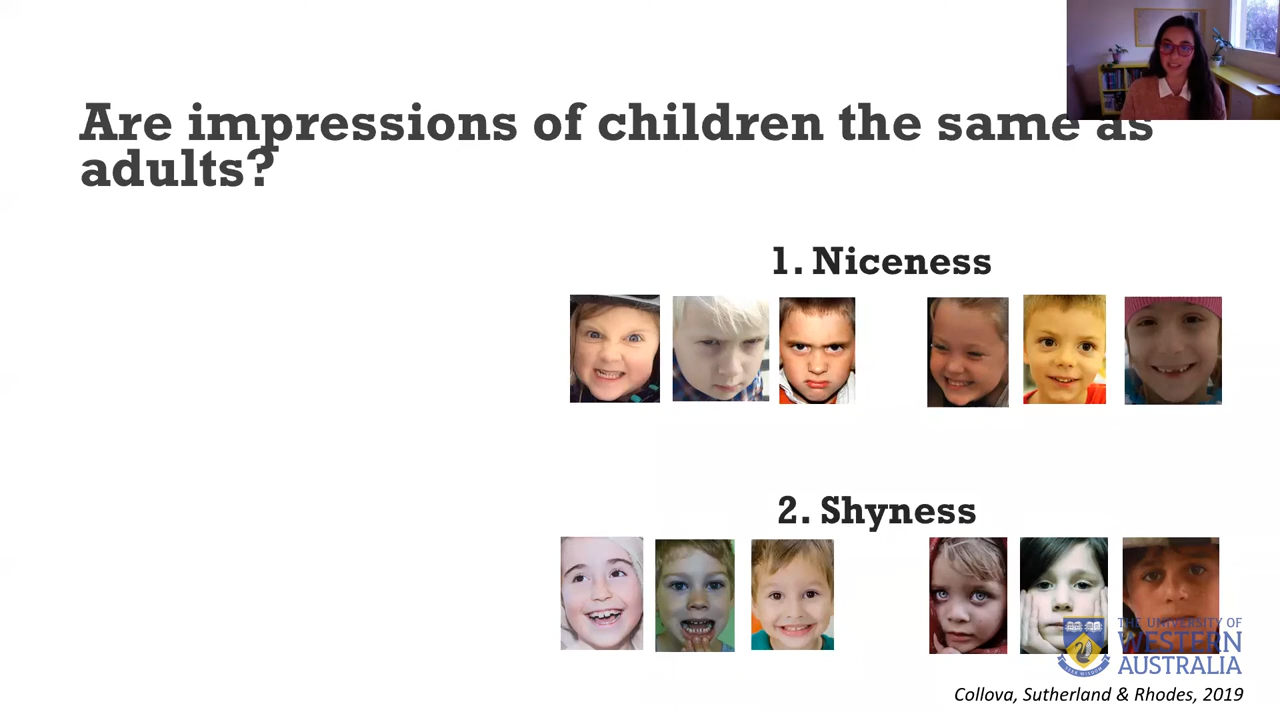 Are impressions of children the same as
adults?
1. Niceness
2. Shyness
THE UNIVERSITY OF
WESTERN
AUSTRALIA
Collova, Sutherland & Rhodes, 2019